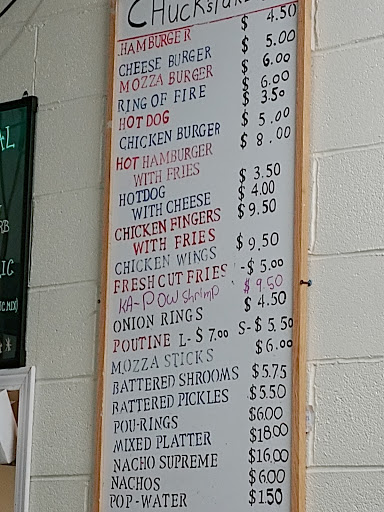 CHUCKSTURE
HAMBURGER $ 4.50
CHEESE BURGER $ 5.00
MOZZA BURGER $ 6.00
RING OF FIRE $ 6.00
HOT DOG $ 3.50
CHICKEN BURGER $ 5.00
HOT HAMBURGER $ 8.00
WITH FRIES
HOTDOG $ 3.50
WITH CHEESE $ 4.00
CHICKEN FINGERS $ 9.50
WITH FRIES
CHICKEN WINGS $ 9.50
FRESH CUT FRIES -$ 5.00
KA-POW Shrimp $ 9.50
ONION RINGS $ 4.50
POUTINE L-$ 7.00 S-$ 5.50
MOZZA STICKS $ 6.00
BATTERED SHROOMS $ 5.75
BATTERED PICKLES $ 5.50
POU-RINGS $6.00
MIXED PLATTER $18.00
NACHO SUPREME $16.00
NACHOS $6.00
POP-WATER $1.50